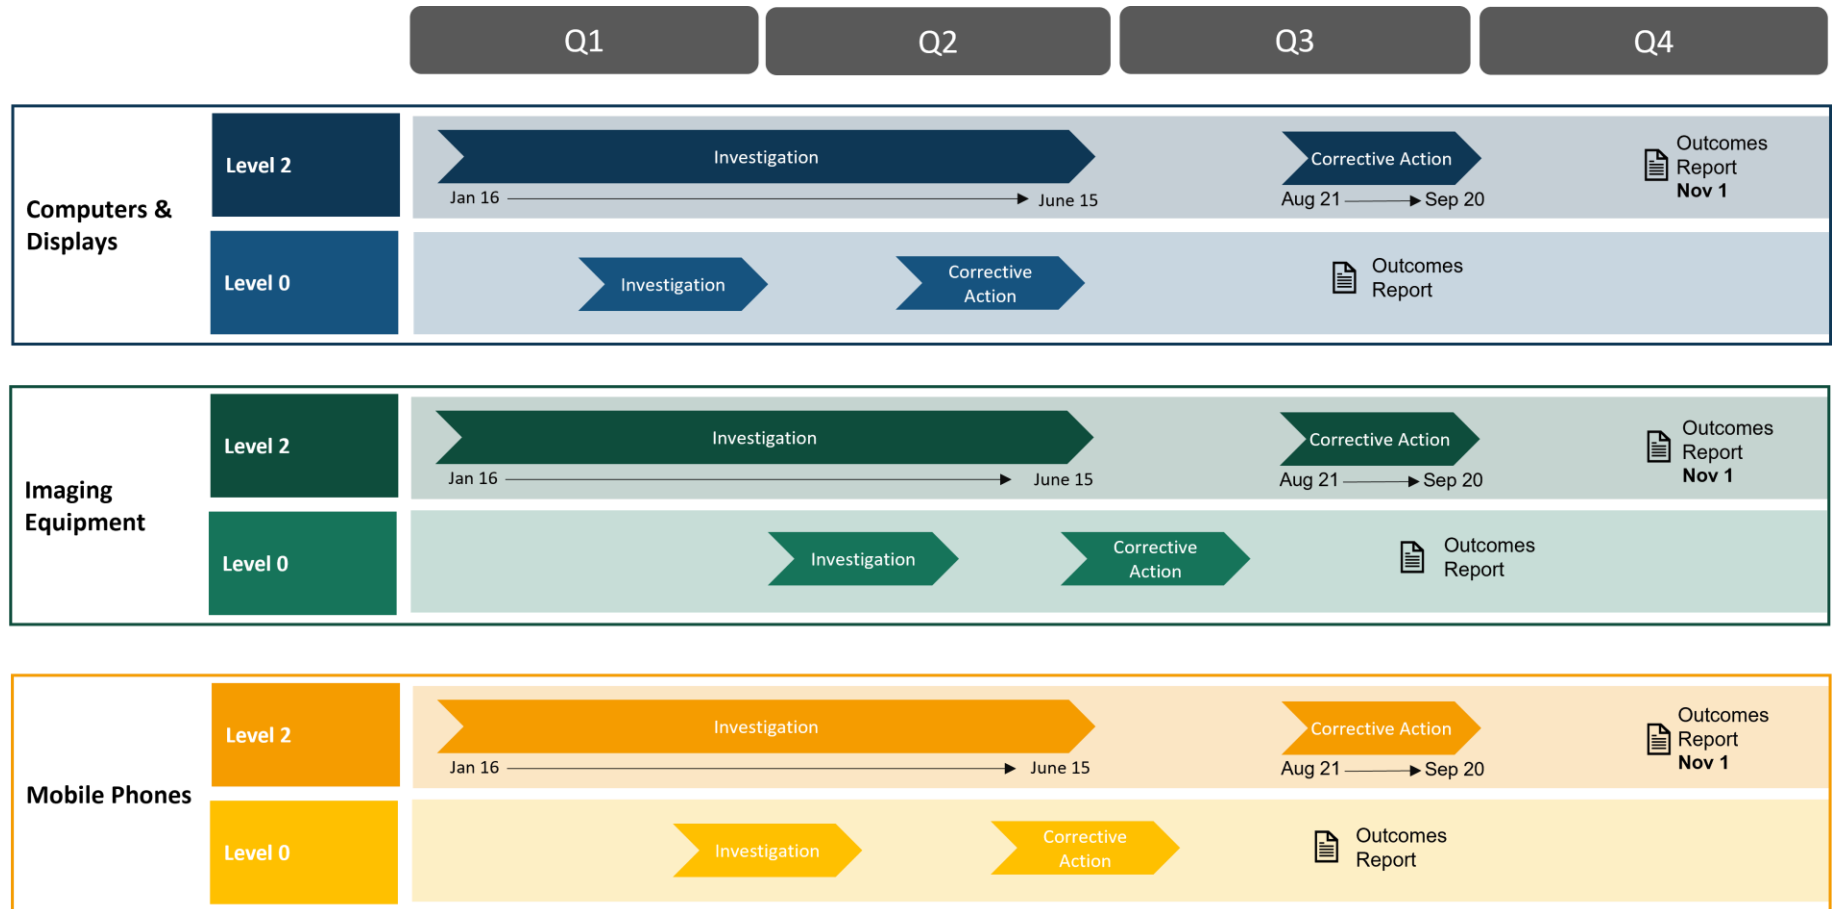 Q1
Q2
Q3
Q4
Computers &
Displays
Level 2
Investigation
Jan 16
June 15
Corrective Action
Aug 21
Sep 20
Outcomes
Report
Nov 1
Level 0
Investigation
Corrective
Action
Outcomes
Report
Imaging
Equipment
Level 2
Investigation
Jan 16
June 15
Corrective Action
Aug 21
Sep 20
Outcomes
Report
Nov 1
Level 0
Investigation
Corrective
Action
Outcomes
Report
Mobile Phones
Level 2
Investigation
Jan 16
June 15
Corrective Action
Aug 21
Sep 20
Outcomes
Report
Nov 1
Level 0
Investigation
Corrective
Action
Outcomes
Report